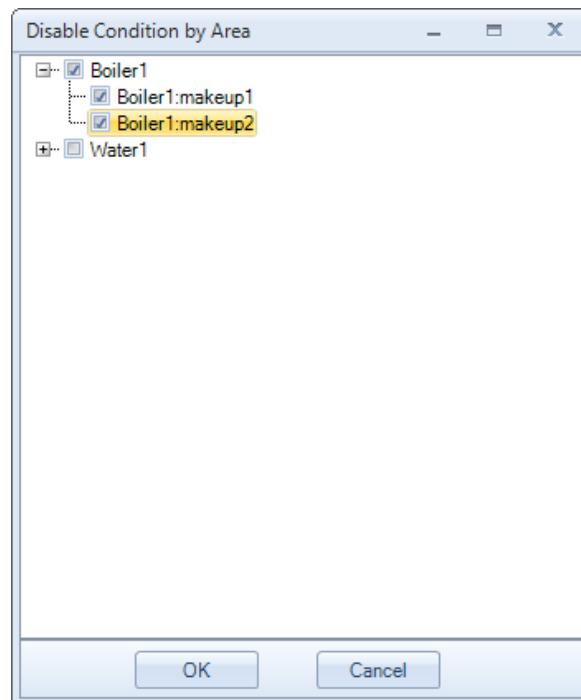 Disable Condition by Area
Boiler1
Boiler1:makeup1
Boiler1:makeup2
Water1
OK
Cancel